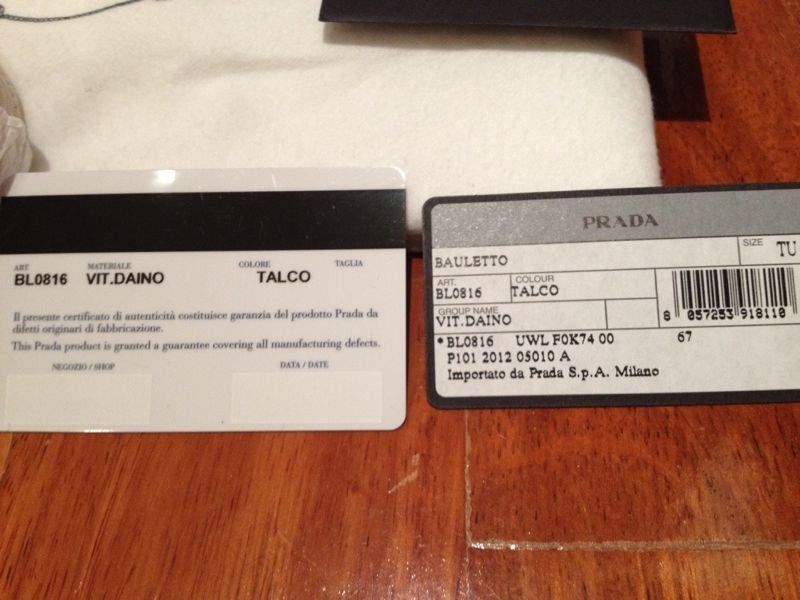 ART MATERIALE COLORE TAGLIA
BL0816 VIT.DAINO TALCO
Il presente certificato di autenticità costituisce garanzia del prodotto Prada da
difetti originari di fabbricazione.
This Prada product is granted a guarantee covering all manufacturing defects.
NEGOZIO / SHOP DATA / DATE
PRADA
BAULETTO
SIZE TU
ART.
BL0816
COLOUR
TALCO
GROUP NAME
VIT.DAINO
8 057253 918110
•BL0816 UWL F0K74 00 67
P101 2012 05010 A
Importato da Prada S.p.A. Milano